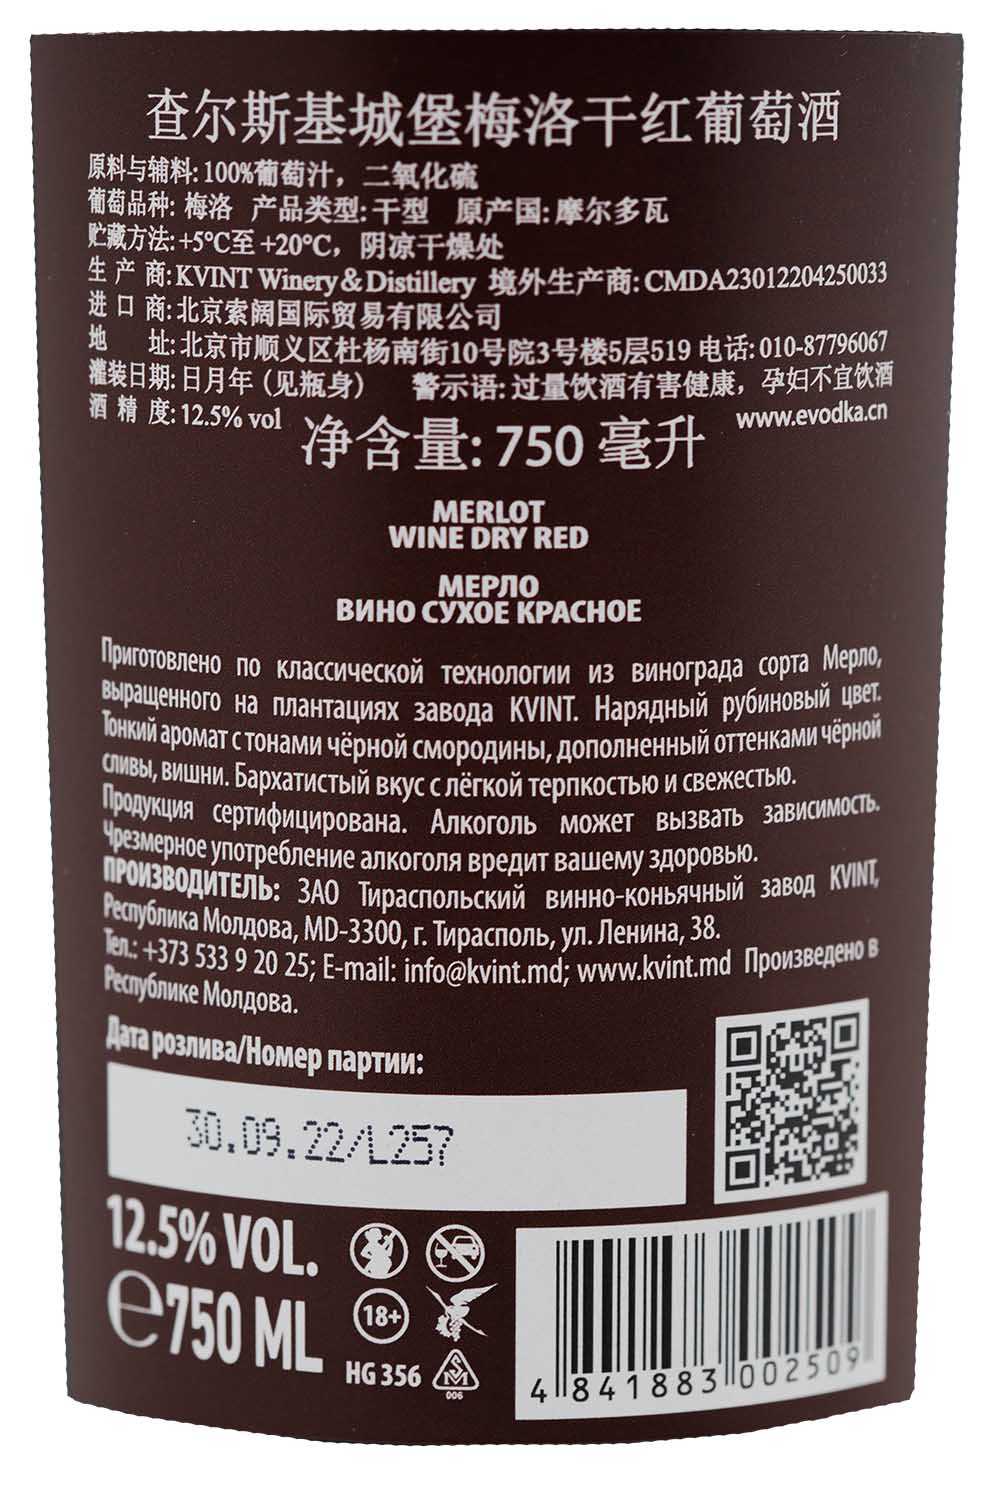 查尔斯基城堡梅洛干红葡萄酒
原料与辅料: 100%葡萄汁，二氧化硫
葡萄品种: 梅洛 产品类型: 干型 原产国: 摩尔多瓦
贮藏方法: +5°C至 +20°C，阴凉干燥处
生 产 商: KVINT Winery & Distillery 境外生产商: CMDA23012204250033
进 口 商: 北京索阔国际贸易有限公司
地 址: 北京市顺义区杜杨南街10号院3号楼5层519 电话: 010-87796067
灌装日期: 日月年（见瓶身） 警示语: 过量饮酒有害健康，孕妇不宜饮酒
酒 精 度: 12.5% vol www.evodka.cn
净含量: 750 毫升
MERLOT
WINE DRY RED
МЕРЛО
ВИНО СУХОЕ КРАСНОЕ
Приготовлено по классической технологии из винограда сорта Мерло,
выращенного на плантациях завода KVINT. Нарядный рубиновый цвет.
Тонкий аромат с тонами чёрной смородины, дополненный оттенками чёрной
сливы, вишни. Бархатистый вкус с лёгкой терпкостью и свежестью.
Продукция сертифицирована. Алкоголь может вызвать зависимость.
Чрезмерное употребление алкоголя вредит вашему здоровью.
ПРОИЗВОДИТЕЛЬ: ЗАО Тираспольский винно-коньячный завод KVINT,
Республика Молдова, MD-3300, г. Тирасполь, ул. Ленина, 38.
Тел.: +373 533 9 20 25; E-mail: info@kvint.md; www.kvint.md Произведено в
Республике Молдова.
Дата розлива/Номер партии:
30.09.22/L257
12.5% VOL.
℮750 ML
18+
HG 356
SM
006
4 841883 002509